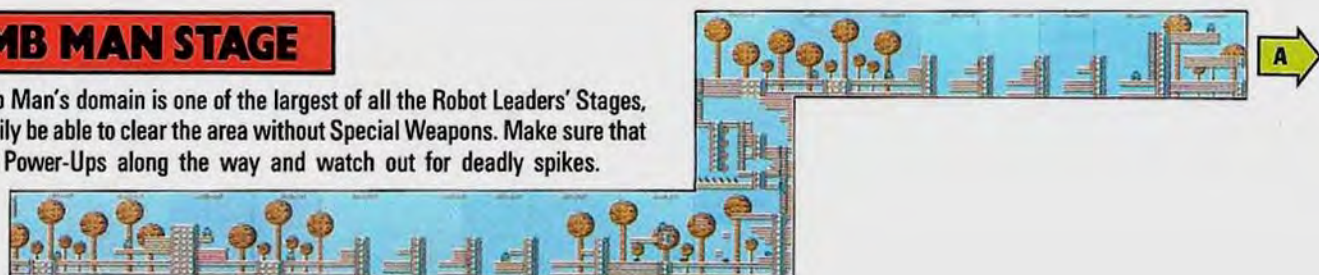 MB MAN STAGE
Man's domain is one of the largest of all the Robot Leaders' Stages,
ily be able to clear the area without Special Weapons. Make sure that
Power-Ups along the way and watch out for deadly spikes.
A